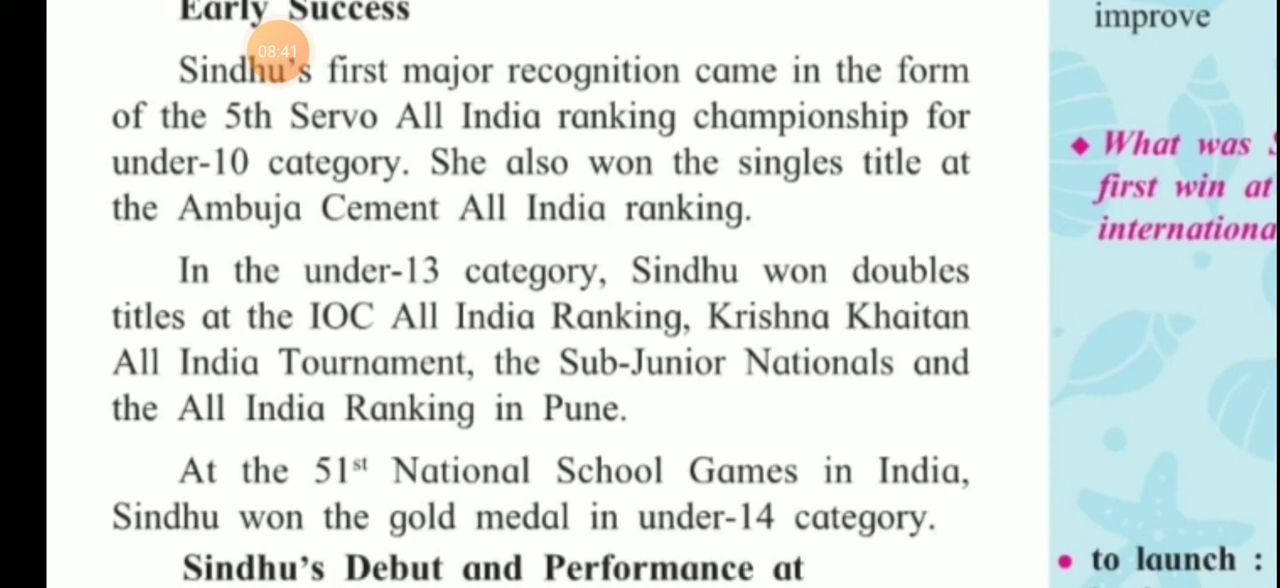 Early Success
Sindhu's first major recognition came in the form
of the 5th Servo All India ranking championship for
under-10 category. She also won the singles title at
the Ambuja Cement All India ranking.
In the under-13 category, Sindhu won doubles
titles at the IOC All India Ranking, Krishna Khaitan
All India Tournament, the Sub-Junior Nationals and
the All India Ranking in Pune.
At the 51st National School Games in India,
Sindhu won the gold medal in under-14 category.
Sindhu's Debut and Performance at
08:41
improve
◆ What was
first win at
internationa
• to launch :